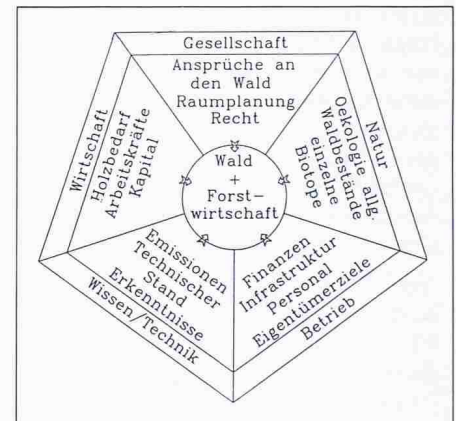 Gesellschaft
Ansprüche an
den Wald
Raumplanung
Recht
Natur
Oekologie allg.
Waldbestände
einzelne
Biotope
Wirtschaft
Holzbedarf
Arbeitskräfte
Kapital
Wald
+
Forst-
wirtschaft
Emissionen
Technischer
Stand
Erkenntnisse
Wissen/Technik
Finanzen
Infrastruktur
Personal
Eigentümerziele
Betrieb